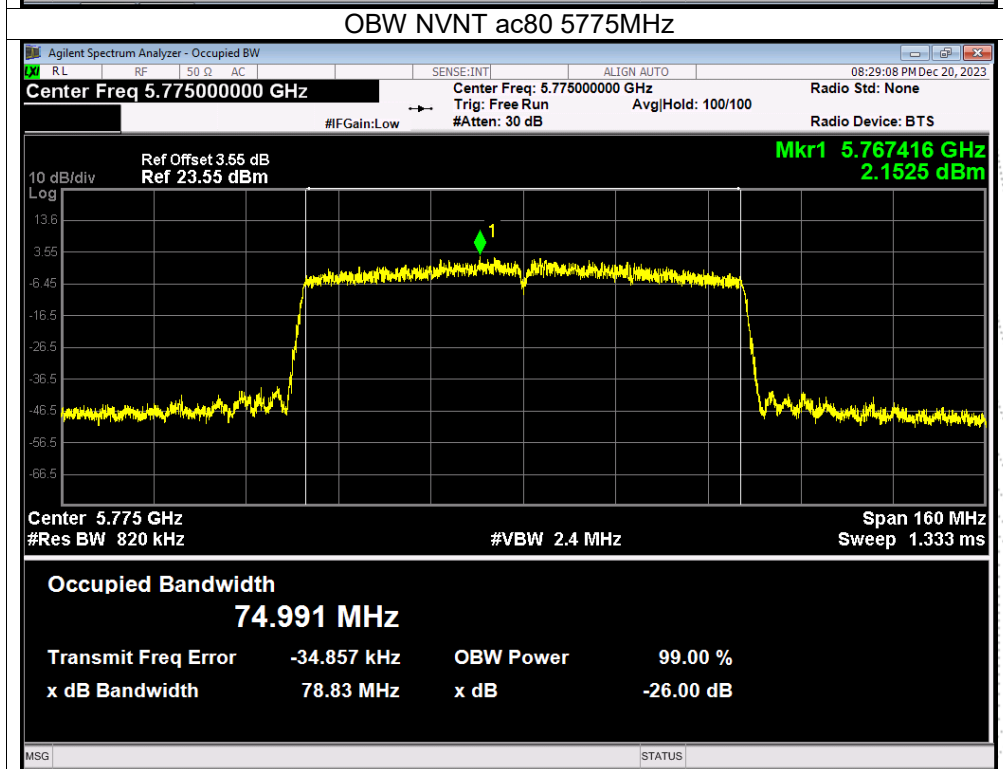 OBW NVNT ac80 5775MHz
Agilent Spectrum Analyzer - Occupied BW
LXI RL RF 50 Ω AC SENSE:INT ALIGN AUTO 08:29:08 PM Dec 20, 2023
Center Freq 5.775000000 GHz Center Freq: 5.775000000 GHz Radio Std: None
Trig: Free Run Avg|Hold: 100/100
#IFGain:Low #Atten: 30 dB Radio Device: BTS
Mkr1 5.767416 GHz
2.1525 dBm
Ref Offset 3.55 dB
10 dB/div Ref 23.55 dBm
Log
13.6
1
3.55
-6.45
-16.5
-26.5
-36.5
-46.5
-56.5
-66.5
Center 5.775 GHz Span 160 MHz
#Res BW 820 kHz #VBW 2.4 MHz Sweep 1.333 ms
Occupied Bandwidth
74.991 MHz
Transmit Freq Error -34.857 kHz OBW Power 99.00 %
x dB Bandwidth 78.83 MHz x dB -26.00 dB
MSG STATUS